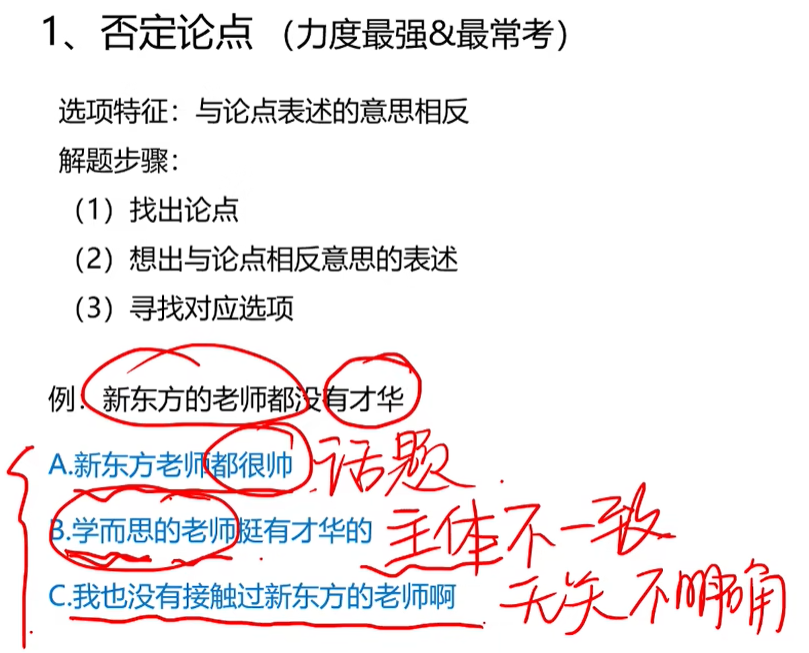 1、否定论点（力度最强&最常考）
选项特征：与论点表述的意思相反
解题步骤：
（1）找出论点
（2）想出与论点相反意思的表述
（3）寻找对应选项
例：新东方的老师都没有才华
A.新东方老师都很帅 话题
B.学而思的老师挺有才华的 主体不一致
C.我也没有接触过新东方的老师啊 无关 不明确